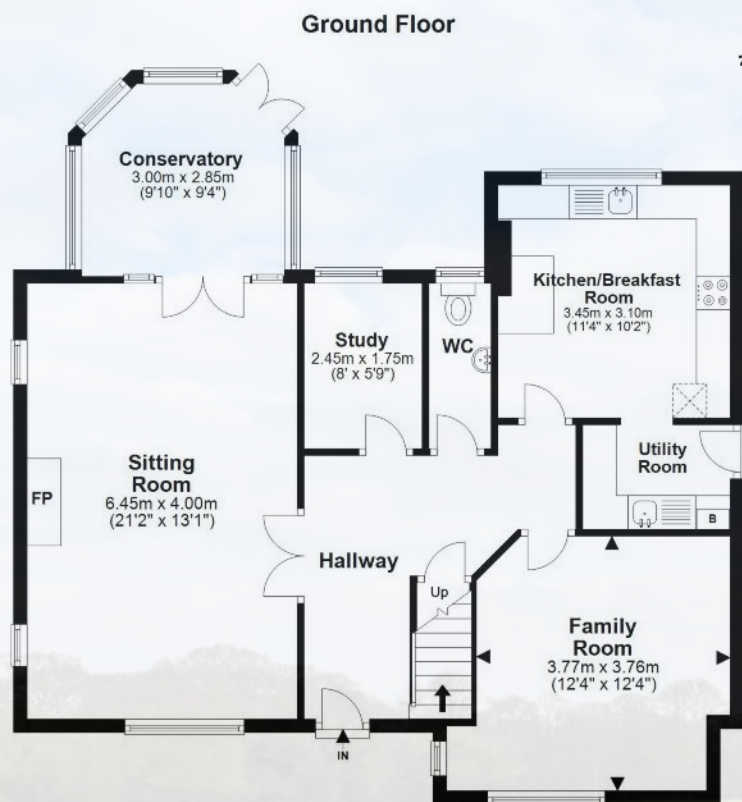 Ground Floor
Conservatory
3.00m x 2.85m
(9'10" x 9'4")
Kitchen/Breakfast
Room
3.45m x 3.10m
(11'4" x 10'2")
Study
2.45m x 1.75m
(8' x 5'9")
WC
Sitting
Room
6.45m x 4.00m
(21'2" x 13'1")
FP
Utility
Room
B
Hallway
Up
Family
Room
3.77m x 3.76m
(12'4" x 12'4")
IN